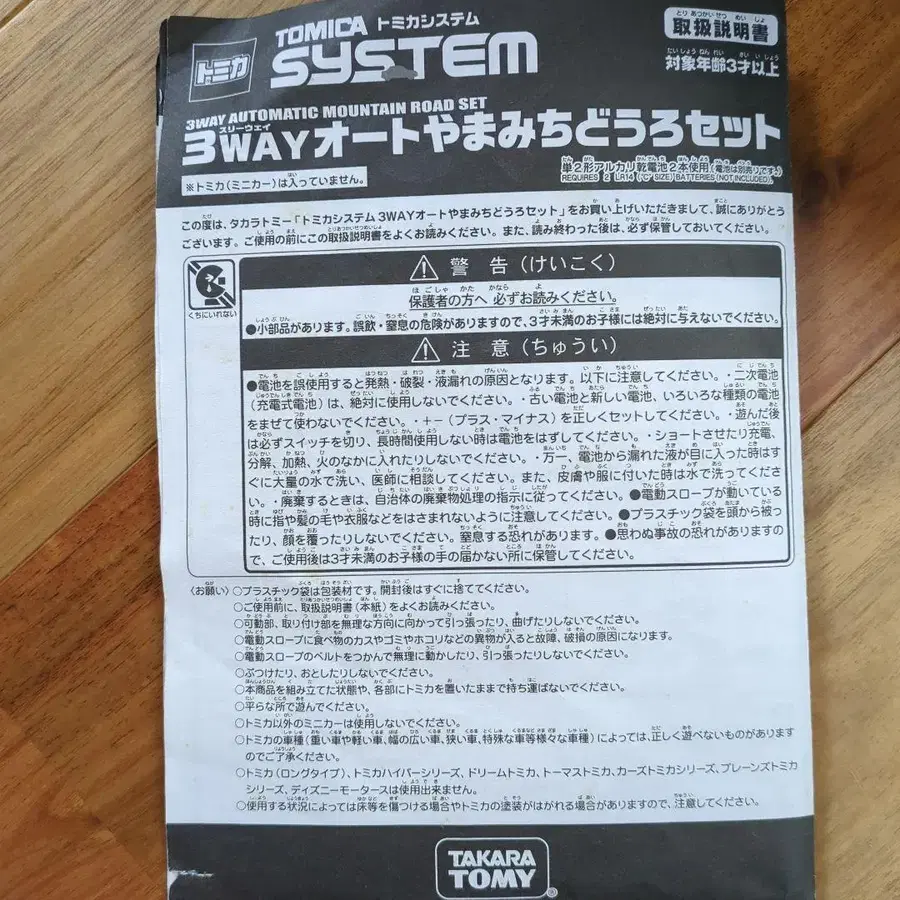 トミカ
TOMICA トミカシステム
SYSTEM
取扱説明書
対象年齢3才以上
3WAY AUTOMATIC MOUNTAIN ROAD SET
スリーウェイ
3WAYオートやまみちどうろセット
※トミカ(ミニカー)は入っていません。
単2形アルカリ乾電池2本使用(電池は別売りです。)
REQUIRES 2 LR14 ("C" SIZE) BATTERIES (NOT INCLUDED).
この度は、タカラトミー「トミカシステム 3WAYオートやまみちどうろセット」をお買い上げいただきまして、誠にありがとう
ございます。ご使用の前にこの取扱説明書をよくお読みください。また、読み終わった後は、必ず保管しておいてください。
くちにいれない
警 告(けいこく)
保護者の方へ 必ずお読みください。
●小部品があります。誤飲・窒息の危険がありますので、3才未満のお子様には絶対に与えないでください。
注 意(ちゅうい)
●電池を誤使用すると発熱・破裂・液漏れの原因となります。以下に注意してください。・二次電池
(充電式電池)は、絶対に使用しないでください。・古い電池と新しい電池、いろいろな種類の電池
をまぜて使わないでください。・+−(プラス・マイナス)を正しくセットしてください。・遊んだ後
は必ずスイッチを切り、長時間使用しない時は電池をはずしてください。・ショートさせたり充電、
分解、加熱、火のなかに入れたりしないでください。・万一、電池から漏れた液が目に入った時はす
ぐに大量の水で洗い、医師に相談してください。また、皮膚や服に付いた時は水で洗ってくださ
い。・廃棄するときは、自治体の廃棄物処理の指示に従ってください。●電動スロープが動いている
時に指や髪の毛や衣服などをはさまれないように注意してください。●プラスチック袋を頭から被っ
たり、顔を覆ったりしないでください。窒息する恐れがあります。●思わぬ事故の恐れがありますの
で、ご使用後は3才未満のお子様の手の届かない所に保管してください。
〈お願い〉○プラスチック袋は包装材です。開封後はすぐに捨ててください。
○ご使用前に、取扱説明書(本紙)をよくお読みください。
○可動部、取り付け部を無理な方向に向かって引っ張ったり、曲げたりしないでください。
○電動スロープに食べ物のカスやゴミやホコリなどの異物が入ると故障、破損の原因になります。
○電動スロープのベルトをつかんで無理に動かしたり、引っ張ったりしないでください。
○ぶつけたり、おとしたりしないでください。
○本商品を組み立てた状態や、各部にトミカを置いたままで持ち運ばないでください。
○平らな所で遊んでください。
○トミカ以外のミニカーは使用しないでください。
○トミカの車種(重い車や軽い車、幅の広い車、狭い車、特殊な車等様々な車種)によっては、正しく遊べないものがあります
のでご了承ください。
○トミカ(ロングタイプ)、トミカハイパーシリーズ、ドリームトミカ、トーマストミカ、カーズトミカシリーズ、プレーンズトミカ
シリーズ、ディズニーモータースは使用出来ません。
○使用する状況によっては床等を傷つける場合やトミカの塗装がはがれる場合がありますので、注意してください。
TAKARA
TOMY
®